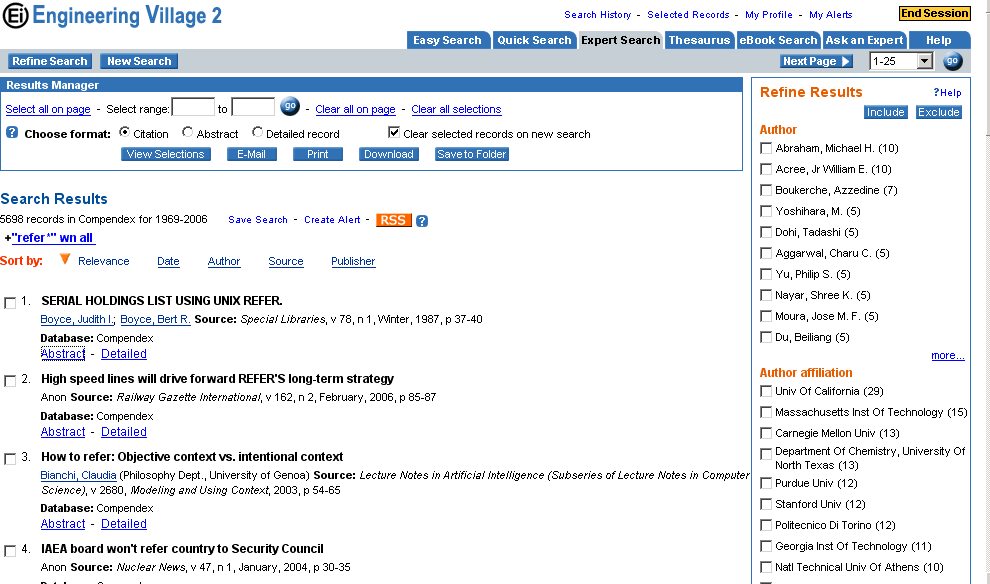 Ei Engineering Village 2
Search History - Selected Records - My Profile - My Alerts
End Session
Easy Search Quick Search Expert Search Thesaurus eBook Search Ask an Expert Help
Refine Search New Search Next Page 1-25 go
Results Manager
Select all on page - Select range: to go - Clear all on page - Clear all selections
? Choose format: Citation Abstract Detailed record Clear selected records on new search
View Selections E-Mail Print Download Save to Folder
Search Results
5698 records in Compendex for 1969-2006 Save Search - Create Alert - RSS ?
+"refer*" wn all
Sort by: Relevance Date Author Source Publisher
1. SERIAL HOLDINGS LIST USING UNIX REFER.
Boyce, Judith I.; Boyce, Bert R. Source: Special Libraries, v 78, n 1, Winter, 1987, p 37-40
Database: Compendex
Abstract - Detailed
2. High speed lines will drive forward REFER'S long-term strategy
Anon Source: Railway Gazette International, v 162, n 2, February, 2006, p 85-87
Database: Compendex
Abstract - Detailed
3. How to refer: Objective context vs. intentional context
Bianchi, Claudia (Philosophy Dept., University of Genoa) Source: Lecture Notes in Artificial Intelligence (Subseries of Lecture Notes in Computer
Science), v 2680, Modeling and Using Context, 2003, p 54-65
Database: Compendex
Abstract - Detailed
4. IAEA board won't refer country to Security Council
Anon Source: Nuclear News, v 47, n 1, January, 2004, p 30-35
Refine Results ?Help
Include Exclude
Author
Abraham, Michael H. (10)
Acree, Jr William E. (10)
Boukerche, Azzedine (7)
Yoshihara, M. (5)
Dohi, Tadashi (5)
Aggarwal, Charu C. (5)
Yu, Philip S. (5)
Nayar, Shree K. (5)
Moura, Jose M. F. (5)
Du, Beiliang (5)
more...
Author affiliation
Univ Of California (29)
Massachusetts Inst Of Technology (15)
Carnegie Mellon Univ (13)
Department Of Chemistry, University Of
North Texas (13)
Purdue Univ (12)
Stanford Univ (12)
Politecnico Di Torino (12)
Georgia Inst Of Technology (11)
Natl Technical Univ Of Athens (10)